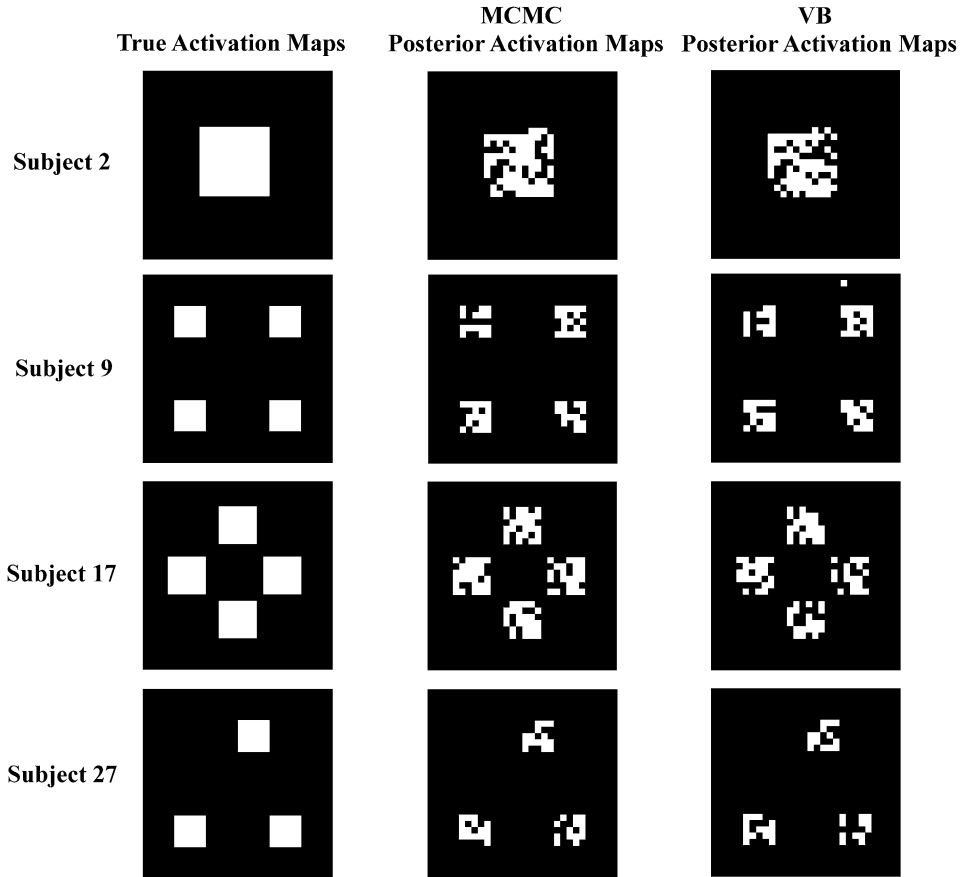 True Activation Maps
MCMC
Posterior Activation Maps
VB
Posterior Activation Maps
Subject 2
Subject 9
Subject 17
Subject 27